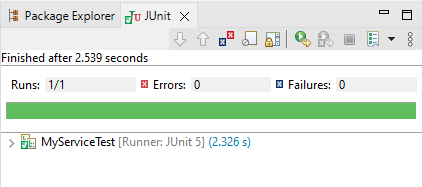 Package Explorer JUnit
Finished after 2.539 seconds
Runs: 1/1 Errors: 0 Failures: 0
MyServiceTest [Runner: JUnit 5] (2.326 s)